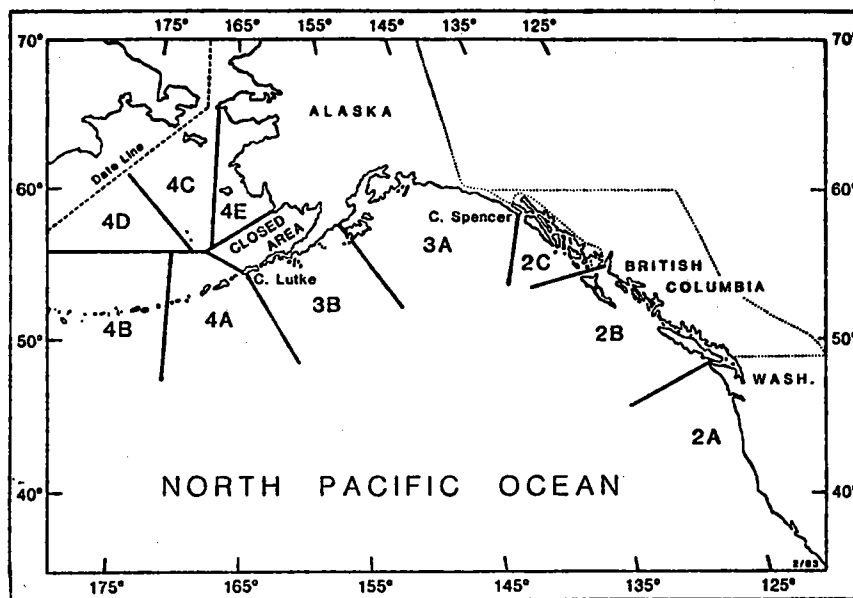 175° 165° 155° 145° 135° 125°
70° 70°
ALASKA
Date Line
4C
60° 60°
4E
4D
CLOSED
AREA
C. Spencer
3A
2C
BRITISH
COLUMBIA
C. Lutke
3B
4B 4A
50° 50°
2B
WASH.
2A
40° 40°
NORTH PACIFIC OCEAN
2/83
175° 165° 155° 145° 135° 125°